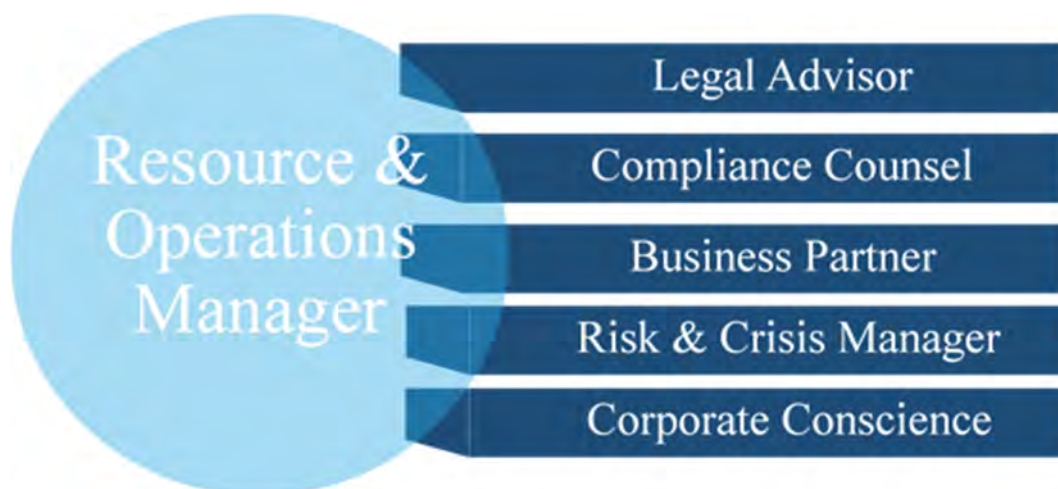 Resource &
Operations
Manager
Legal Advisor
Compliance Counsel
Business Partner
Risk & Crisis Manager
Corporate Conscience